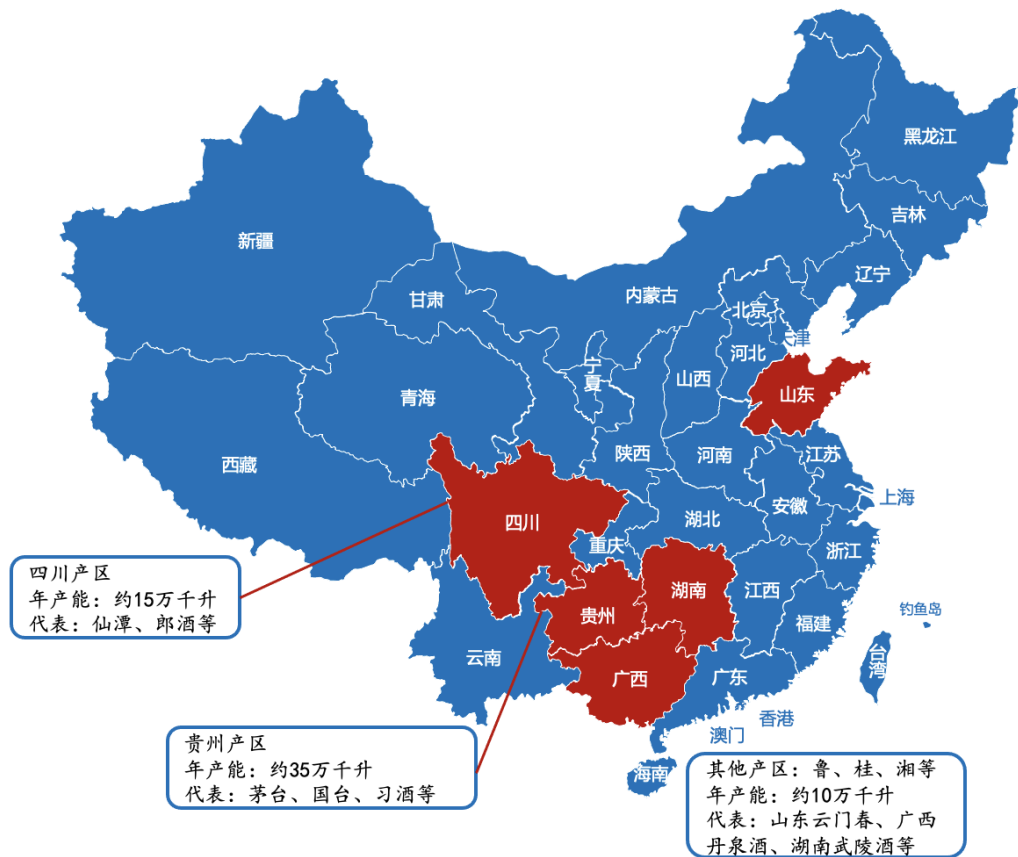 黑龙江
吉林
辽宁
新疆
甘肃
内蒙古
北京
天津
河北
宁夏
山西
山东
青海
西藏
陕西
河南
江苏
四川
安徽
上海
湖北
重庆
浙江
湖南
江西
贵州
福建
钓鱼岛
云南
广西
广东
台湾
香港
澳门
海南
四川产区
年产能：约15万千升
代表：仙潭、郎酒等
贵州产区
年产能：约35万千升
代表：茅台、国台、习酒等
其他产区：鲁、桂、湘等
年产能：约10万千升
代表：山东云门春、广西
丹泉酒、湖南武陵酒等